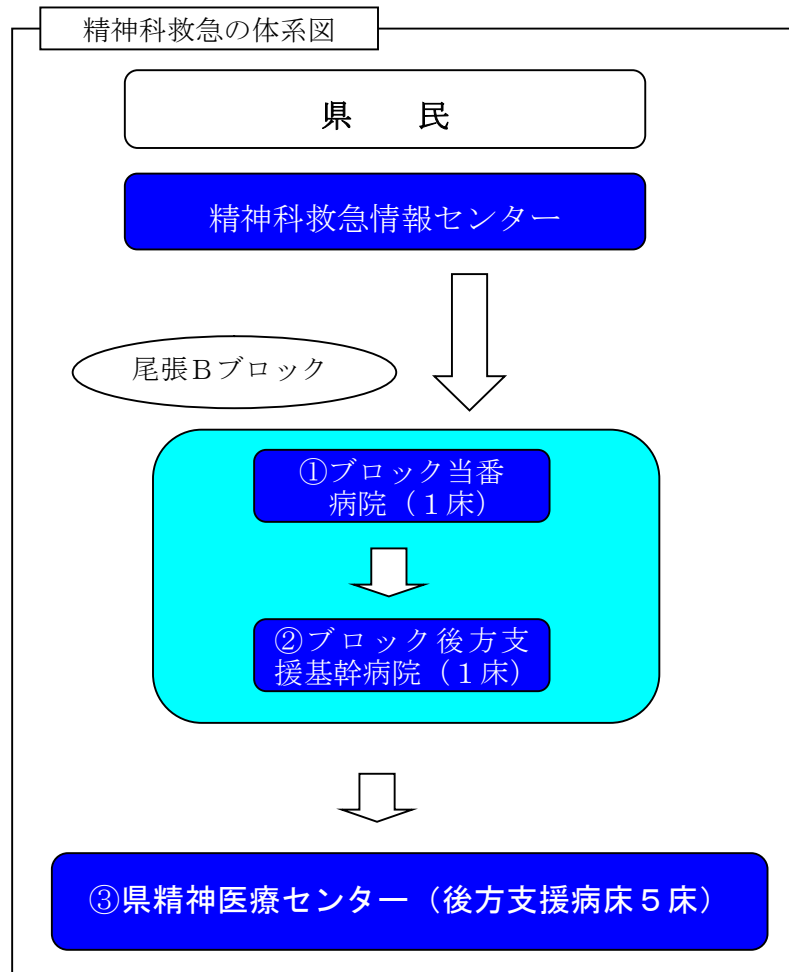 精神科救急の体系図
県　　民
精神科救急情報センター
尾張Ｂブロック
①ブロック当番
病院（１床）
②ブロック後方支
援基幹病院（１床）
③県精神医療センター（後方支援病床５床）